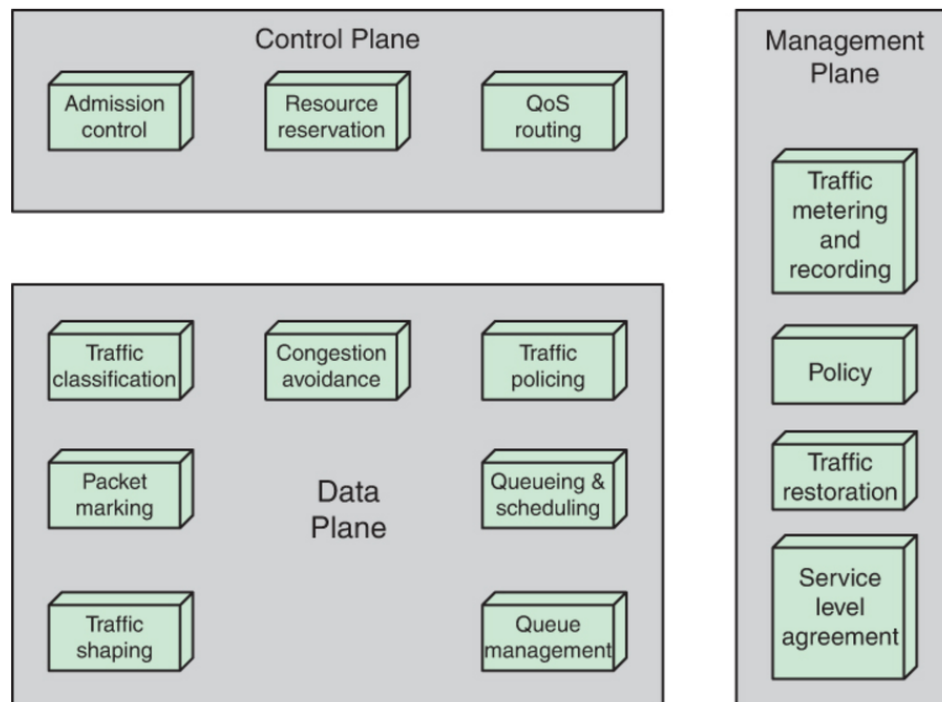 Control Plane
Admission
control
Resource
reservation
QoS
routing
Management
Plane
Traffic
metering
and
recording
Policy
Traffic
restoration
Service
level
agreement
Traffic
classification
Congestion
avoidance
Traffic
policing
Packet
marking
Data
Plane
Queueing &
scheduling
Traffic
shaping
Queue
management